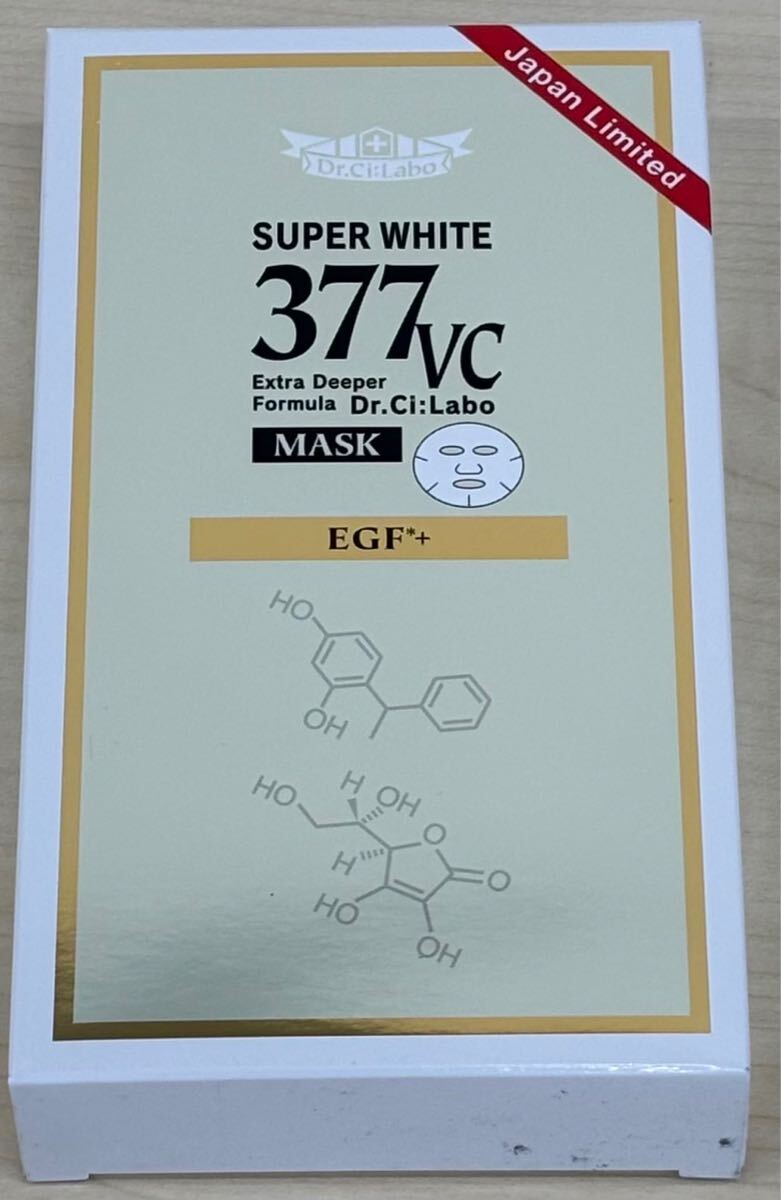 Japan Limited
Dr.Ci:Labo
SUPER WHITE
377VC
Extra Deeper
Formula Dr.Ci:Labo
MASK
EGF*+
HO
OH
HO
H
OH
O
H
O
HO
OH